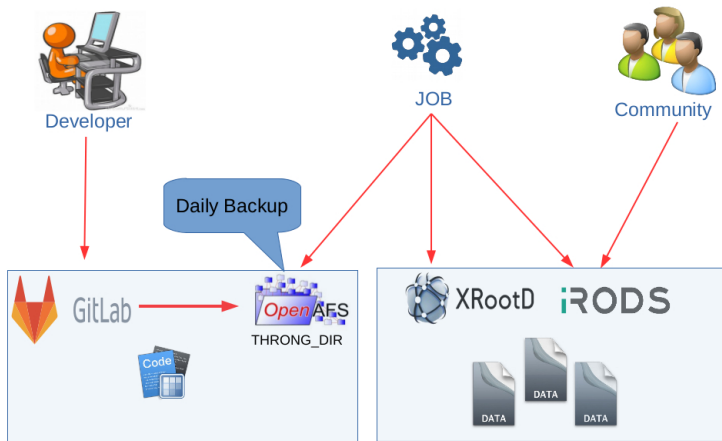 JOB
Community
Developer
Daily Backup
GitLab
OpenAFS
THRONG_DIR
XRootD
iRODS
Code
DATA
DATA
DATA